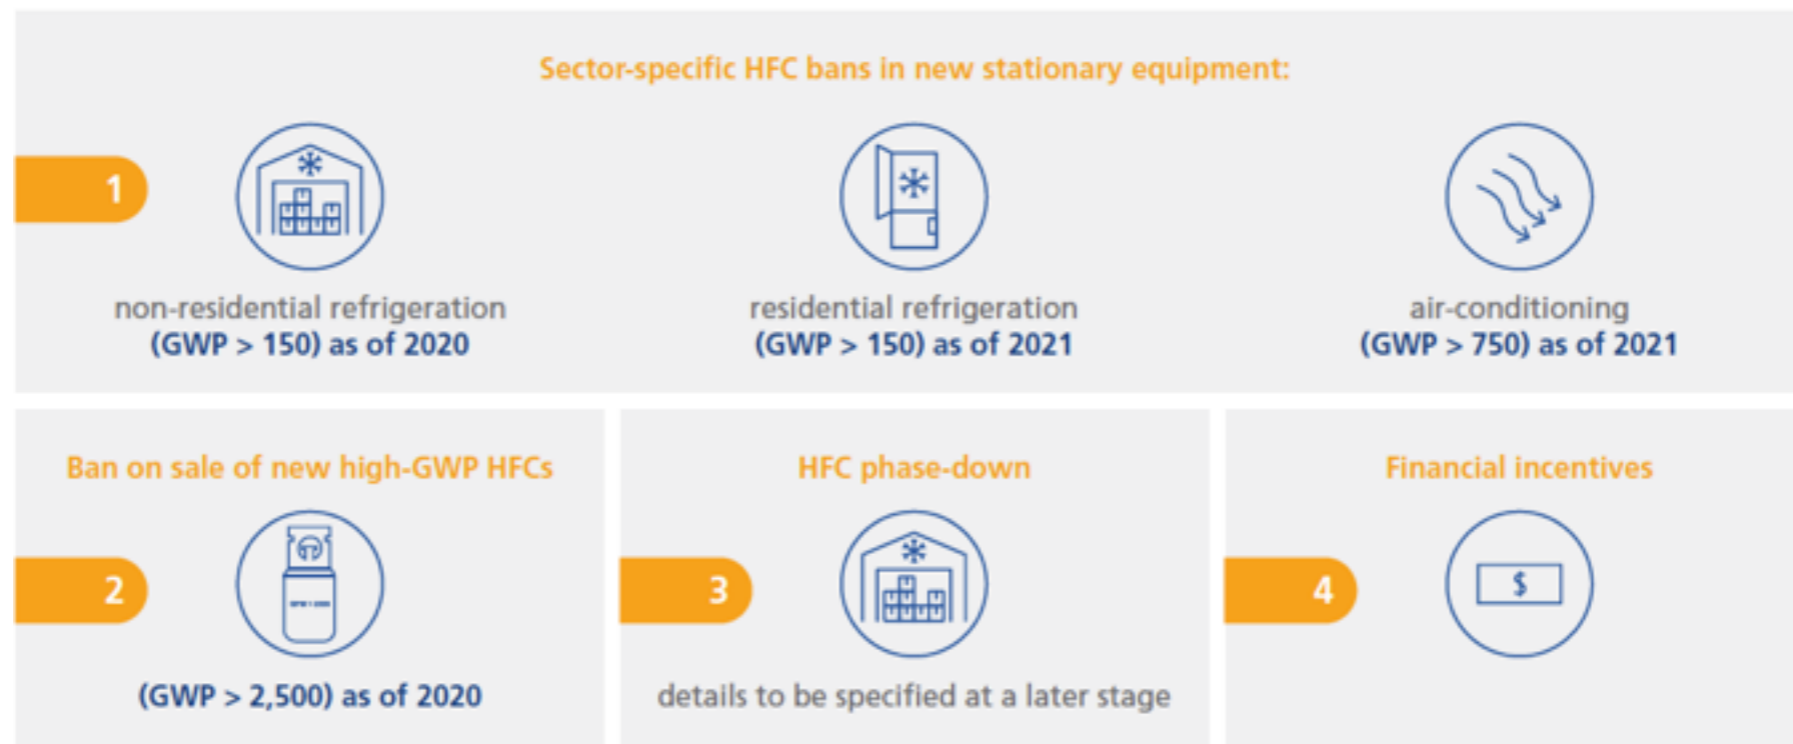 Sector-specific HFC bans in new stationary equipment:
1
non-residential refrigeration
(GWP > 150) as of 2020
residential refrigeration
(GWP > 150) as of 2021
air-conditioning
(GWP > 750) as of 2021
Ban on sale of new high-GWP HFCs
2
(GWP > 2,500) as of 2020
HFC phase-down
3
details to be specified at a later stage
Financial incentives
4
$